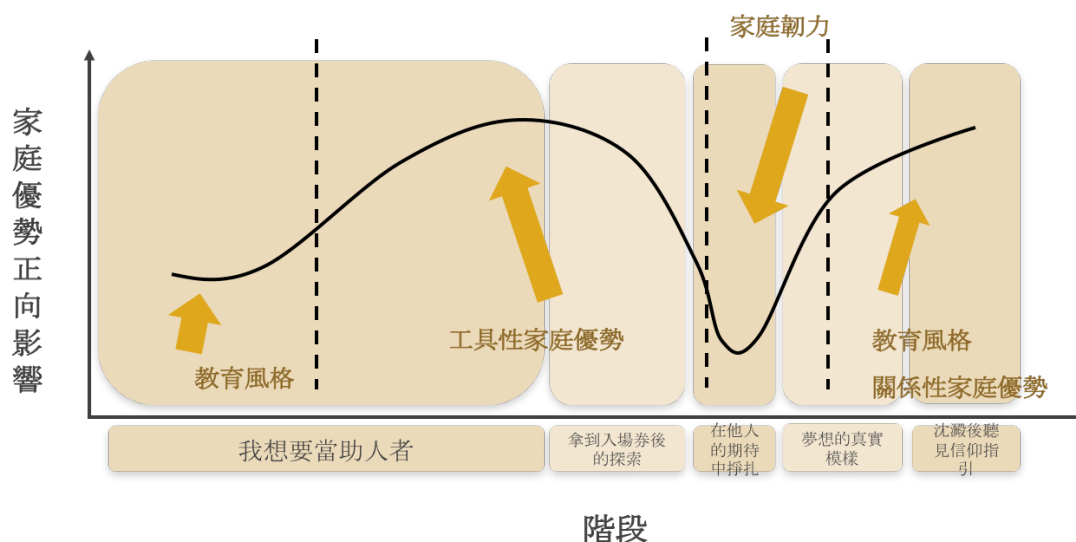 家庭韌力
家庭優勢正向影響
工具性家庭優勢
教育風格
教育風格
關係性家庭優勢
我想要當助人者
拿到入場券後
的探索
在他人
的期待
中掙扎
夢想的真實
模樣
沈澱後聽
見信仰指
引
階段